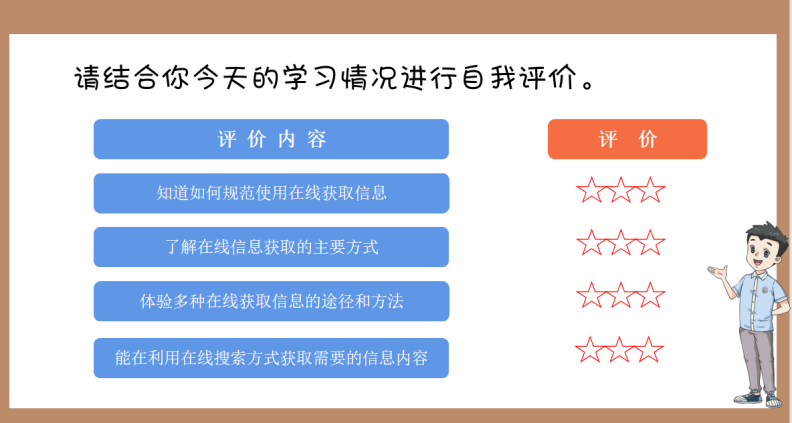 请结合你今天的学习情况进行自我评价。
评价内容
评价
知道如何规范使用在线获取信息
☆☆☆
了解在线信息获取的主要方式
☆☆☆
体验多种在线获取信息的途径和方法
☆☆☆
能在利用在线搜索方式获取需要的信息内容
☆☆☆